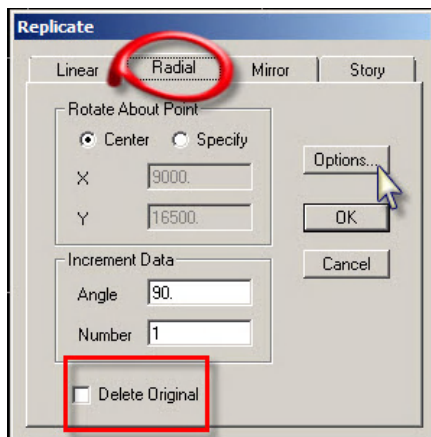 Replicate
Linear Radial Mirror Story
Rotate About Point
Center Specify
X 9000.
Y 16500.
Options...
OK
Cancel
Increment Data
Angle 90.
Number 1
Delete Original